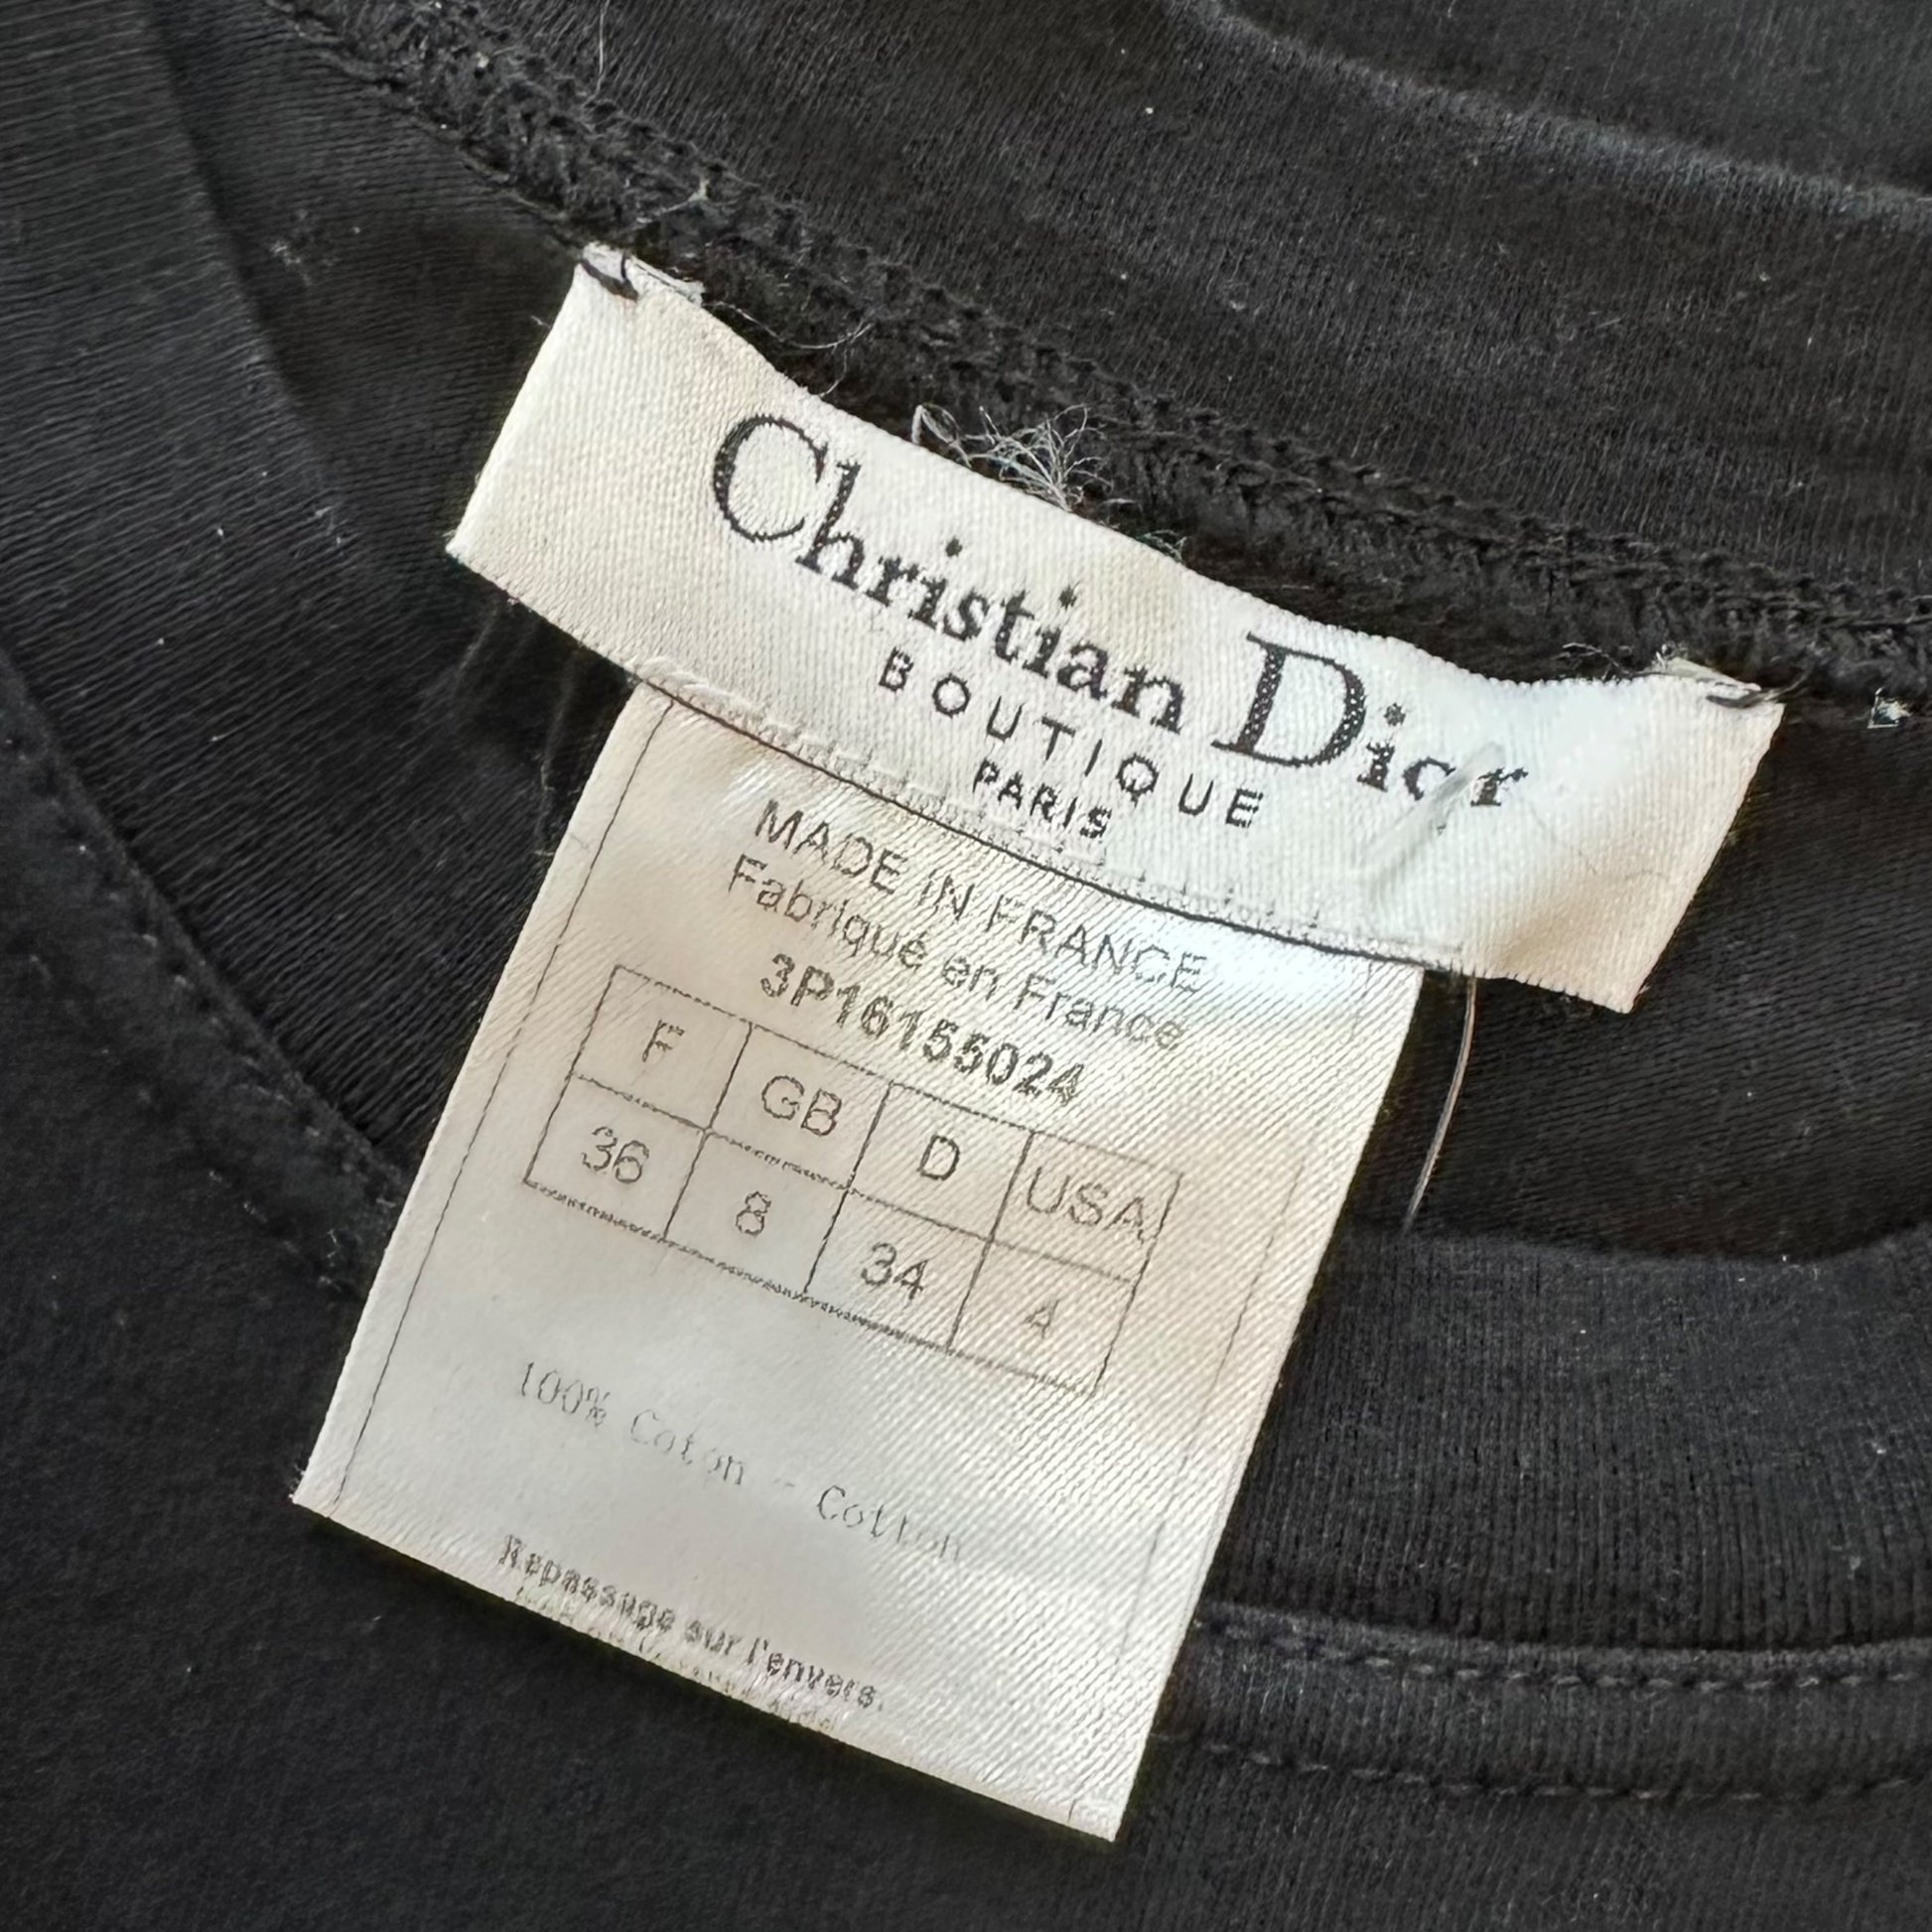 Christian Dior
BOUTIQUE
PARIS
MADE IN FRANCE
Fabriqué en France
3P16155024
F GB D USA
36 8 34 4
100% Coton - Cotton
Repassage sur l'envers.